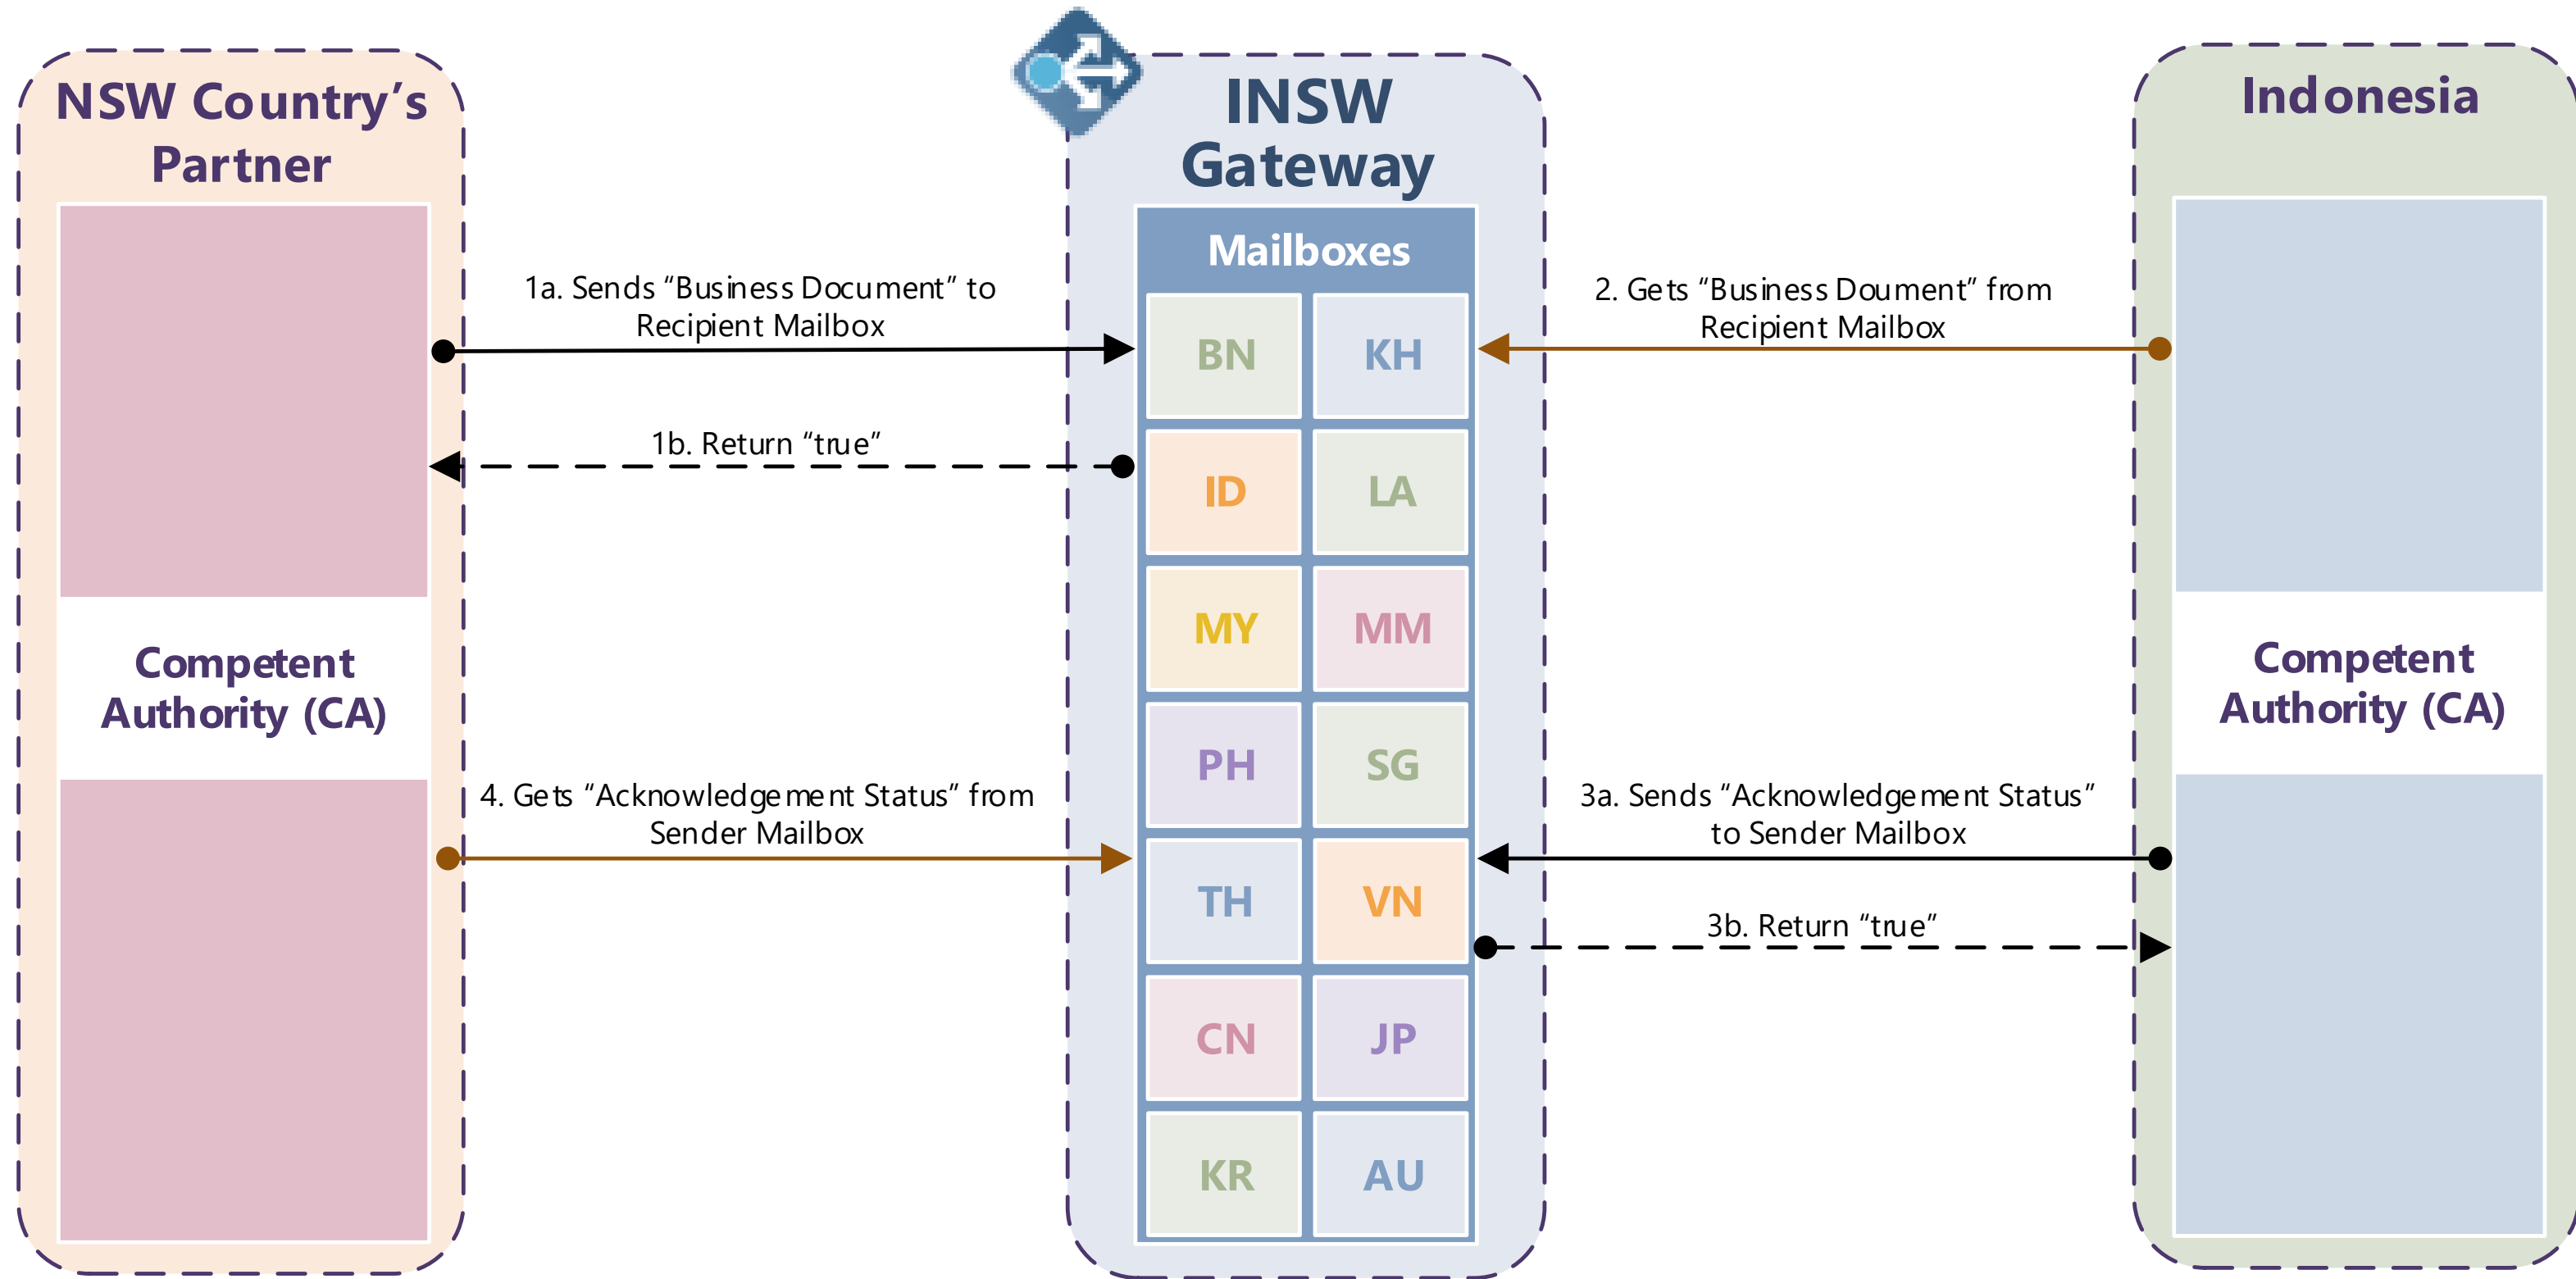 NSW Country’s
Partner
Competent
Authority (CA)
1a. Sends “Business Document” to
Recipient Mailbox
1b. Return “true”
4. Gets “Acknowledgement Status” from
Sender Mailbox
INSW
Gateway
Mailboxes
BN KH
ID LA
MY MM
PH SG
TH VN
CN JP
KR AU
2. Gets “Business Doument” from
Recipient Mailbox
3a. Sends “Acknowledgement Status”
to Sender Mailbox
3b. Return “true”
Indonesia
Competent
Authority (CA)